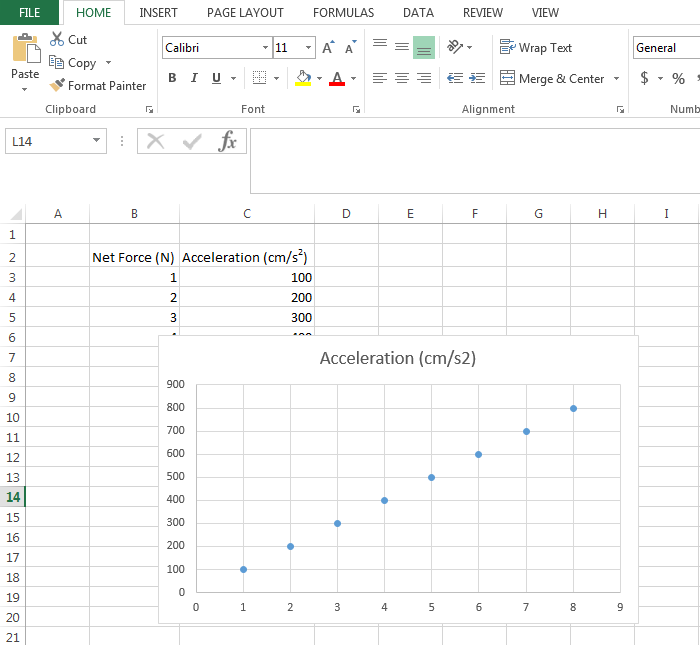 FILE HOME INSERT PAGE LAYOUT FORMULAS DATA REVIEW VIEW
Paste
Cut
Copy
Format Painter
Clipboard
Calibri 11 A A
B I U A
Font
Wrap Text
Merge & Center
Alignment
General
$ %
Numb
L14 fx
A B C D E F G H I
1
2 Net Force (N) Acceleration (cm/s²)
3 1 100
4 2 200
5 3 300
6
7
8
9
10
11
12
13
14
15
16
17
18
19
20
21
Acceleration (cm/s2)
900
800
700
600
500
400
300
200
100
0
0 1 2 3 4 5 6 7 8 9